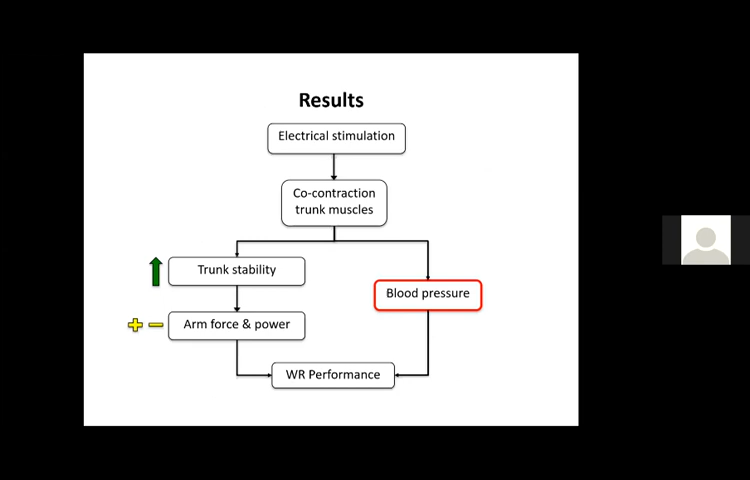 Results
Electrical stimulation
Co-contraction
trunk muscles
Trunk stability
Blood pressure
Arm force & power
WR Performance